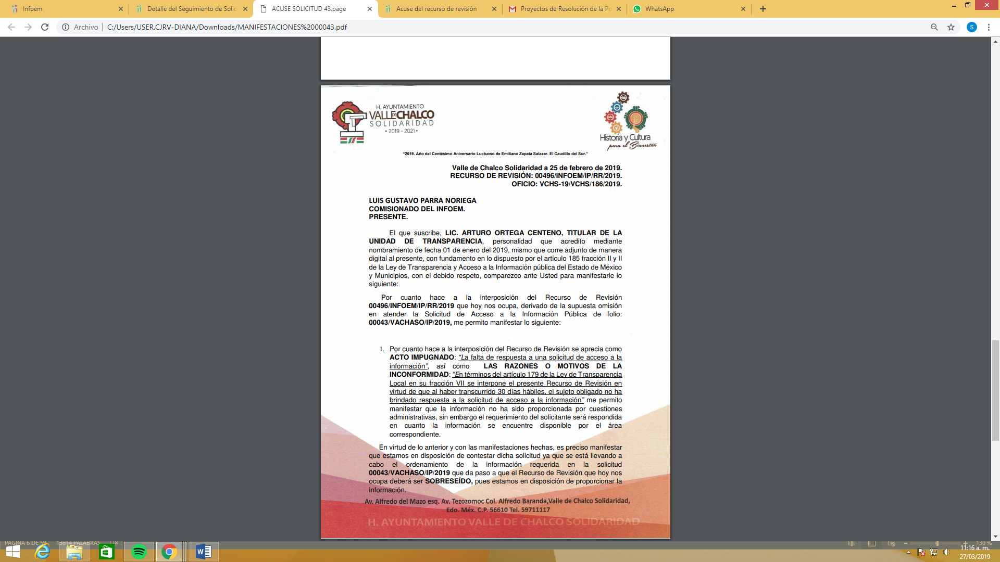 Infoem
Detalle del Seguimiento de Solici
ACUSE SOLICITUD 43.page
Acuse del recurso de revisión
Proyectos de Resolución de la Po
WhatsApp
Archivo
C:/Users/USER.CJRV-DIANA/Downloads/MANIFESTACIONES%2000043.pdf
S
H. AYUNTAMIENTO
VALLE DE CHALCO
SOLIDARIDAD
• 2019 - 2021 •
Historia y Cultura
para el Bienestar
"2019. Año del Centésimo Aniversario Luctuoso de Emiliano Zapata Salazar. El Caudillo del Sur."
Valle de Chalco Solidaridad a 25 de febrero de 2019.
RECURSO DE REVISIÓN: 00496/INFOEM/IP/RR/2019.
OFICIO: VCHS-19/VCHS/186/2019.
LUIS GUSTAVO PARRA NORIEGA
COMISIONADO DEL INFOEM.
PRESENTE.
El que suscribe, LIC. ARTURO ORTEGA CENTENO, TITULAR DE LA
UNIDAD DE TRANSPARENCIA, personalidad que acredito mediante
nombramiento de fecha 01 de enero del 2019, mismo que corre adjunto de manera
digital al presente, con fundamento en lo dispuesto por el artículo 185 fracción II y II
de la Ley de Transparencia y Acceso a la Información pública del Estado de México
y Municipios, con el debido respeto, comparezco ante Usted para manifestarle lo
siguiente:
Por cuanto hace a la interposición del Recurso de Revisión
00496/INFOEM/IP/RR/2019 que hoy nos ocupa, derivado de la supuesta omisión
en atender la Solicitud de Acceso a la Información Pública de folio:
00043/VACHASO/IP/2019, me permito manifestar lo siguiente:
1. Por cuanto hace a la interposición del Recurso de Revisión se aprecia como
ACTO IMPUGNADO: "La falta de respuesta a una solicitud de acceso a la
información", así como LAS RAZONES O MOTIVOS DE LA
INCONFORMIDAD: "En términos del artículo 179 de la Ley de Transparencia
Local en su fracción VII se interpone el presente Recurso de Revisión en
virtud de que al haber transcurrido 30 días hábiles, el sujeto obligado no ha
brindado respuesta a la solicitud de acceso a la información" me permito
manifestar que la información no ha sido proporcionada por cuestiones
administrativas, sin embargo el requerimiento del solicitante será respondida
en cuanto la información se encuentre disponible por el área
correspondiente.
En virtud de lo anterior y con las manifestaciones hechas, es preciso manifestar
que estamos en disposición de contestar dicha solicitud ya que se está llevando a
cabo el ordenamiento de la información requerida en la solicitud
00043/VACHASO/IP/2019 que da paso a que el Recurso de Revisión que hoy nos
ocupa deberá ser SOBRESEÍDO, pues estamos en disposición de proporcionar la
información.
Av. Alfredo del Mazo esq. Av. Tezozomoc Col. Alfredo Baranda,Valle de Chalco Solidaridad,
Edo. Méx. C.P. 56610 Tel. 59711117
H. AYUNTAMIENTO VALLE DE CHALCO SOLIDARIDAD
PÁGINA 6 DE 59 13814 PALABRAS
130 %
11:16 a. m.
27/03/2019